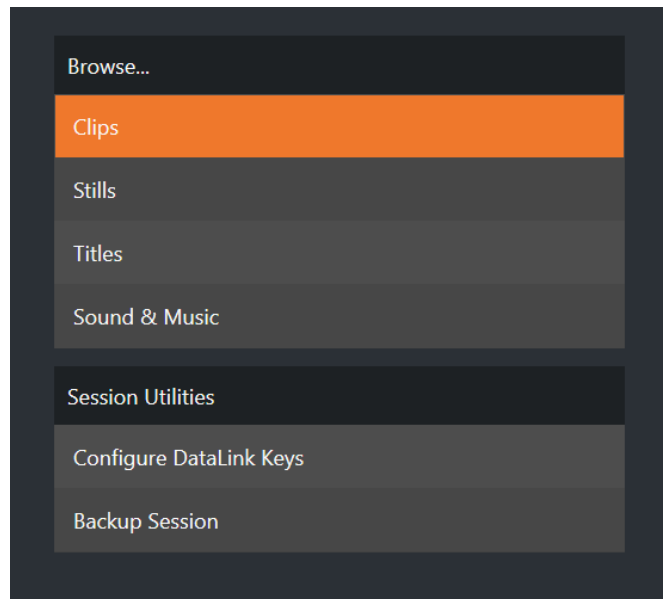 Browse...
Clips
Stills
Titles
Sound & Music
Session Utilities
Configure DataLink Keys
Backup Session